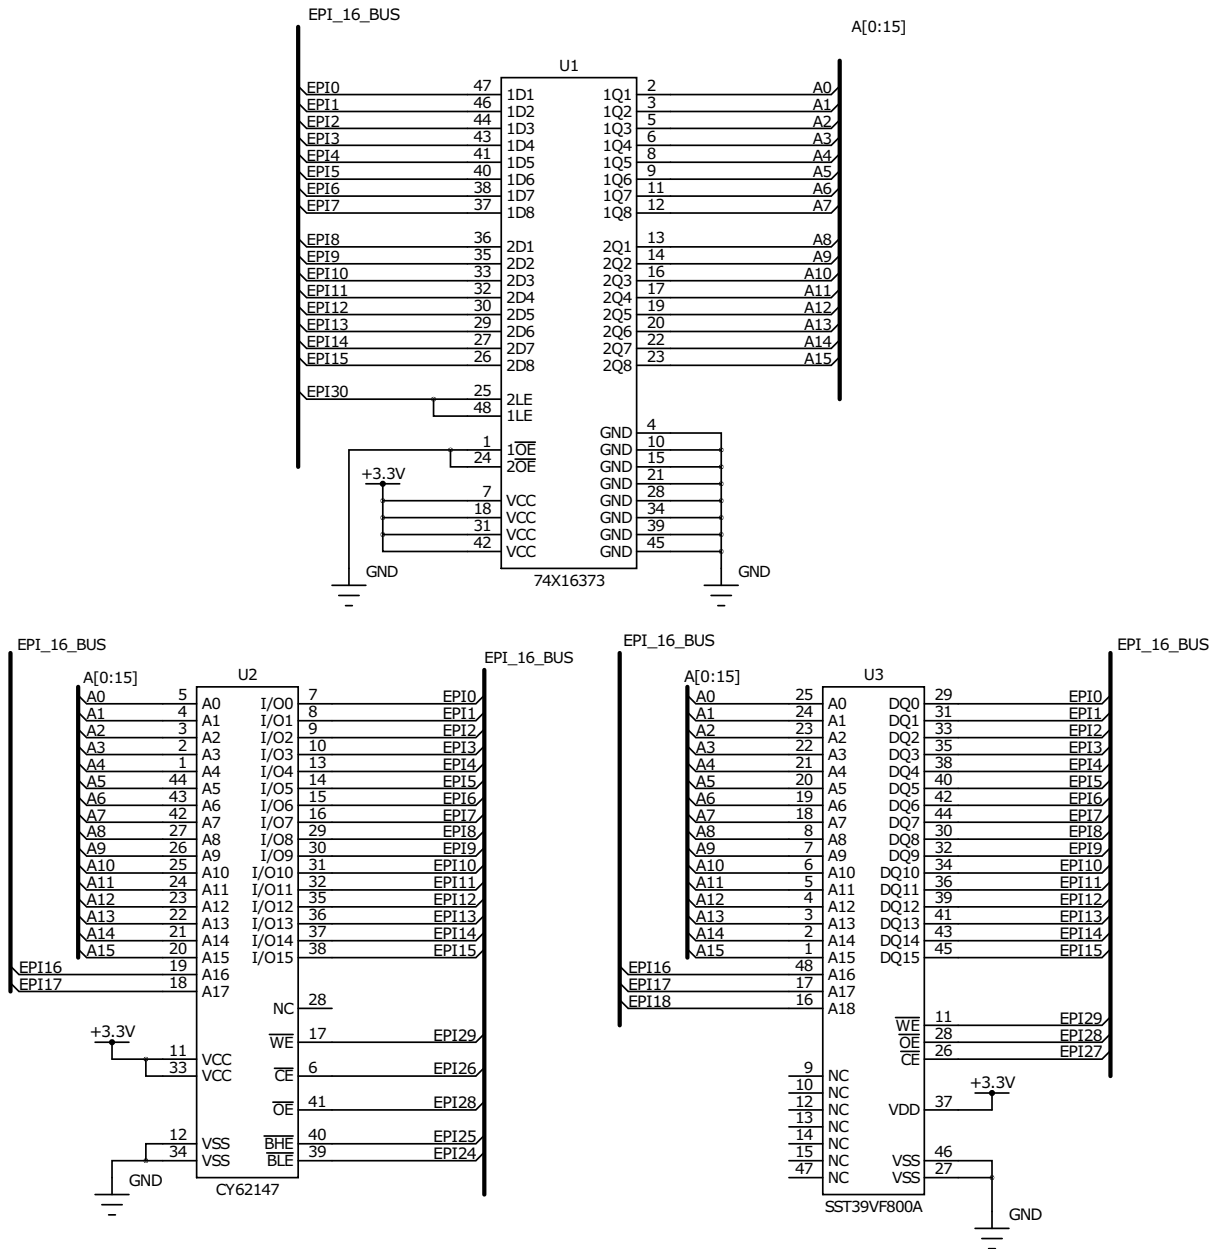 EPI_16_BUS
A[0:15]
U1
EPI0 47 1D1 1Q1 2 A0
EPI1 46 1D2 1Q2 3 A1
EPI2 44 1D3 1Q3 5 A2
EPI3 43 1D4 1Q4 6 A3
EPI4 41 1D5 1Q5 8 A4
EPI5 40 1D6 1Q6 9 A5
EPI6 38 1D7 1Q7 11 A6
EPI7 37 1D8 1Q8 12 A7
EPI8 36 2D1 2Q1 13 A8
EPI9 35 2D2 2Q2 14 A9
EPI10 33 2D3 2Q3 16 A10
EPI11 32 2D4 2Q4 17 A11
EPI12 30 2D5 2Q5 19 A12
EPI13 29 2D6 2Q6 20 A13
EPI14 27 2D7 2Q7 22 A14
EPI15 26 2D8 2Q8 23 A15
EPI30 25 2LE
48 1LE
GND 4
1 1OE GND 10
24 2OE GND 15
+3.3V GND 21
7 VCC GND 28
18 VCC GND 34
31 VCC GND 39
42 VCC GND 45
GND GND
74X16373
EPI_16_BUS
EPI_16_BUS
A[0:15] U2
A0 5 A0 I/O0 7 EPI0
A1 4 A1 I/O1 8 EPI1
A2 3 A2 I/O2 9 EPI2
A3 2 A3 I/O3 10 EPI3
A4 1 A4 I/O4 13 EPI4
A5 44 A5 I/O5 14 EPI5
A6 43 A6 I/O6 15 EPI6
A7 42 A7 I/O7 16 EPI7
A8 27 A8 I/O8 29 EPI8
A9 26 A9 I/O9 30 EPI9
A10 25 A10 I/O10 31 EPI10
A11 24 A11 I/O11 32 EPI11
A12 23 A12 I/O12 35 EPI12
A13 22 A13 I/O13 36 EPI13
A14 21 A14 I/O14 37 EPI14
A15 20 A15 I/O15 38 EPI15
EPI16 19 A16
EPI17 18 A17
NC 28
+3.3V WE 17 EPI29
11 VCC
33 VCC CE 6 EPI26
OE 41 EPI28
12 VSS BHE 40 EPI25
34 VSS BLE 39 EPI24
GND
CY62147
EPI_16_BUS
EPI_16_BUS
A[0:15] U3
A0 25 A0 DQ0 29 EPI0
A1 24 A1 DQ1 31 EPI1
A2 23 A2 DQ2 33 EPI2
A3 22 A3 DQ3 35 EPI3
A4 21 A4 DQ4 38 EPI4
A5 20 A5 DQ5 40 EPI5
A6 19 A6 DQ6 42 EPI6
A7 18 A7 DQ7 44 EPI7
A8 8 A8 DQ8 30 EPI8
A9 7 A9 DQ9 32 EPI9
A10 6 A10 DQ10 34 EPI10
A11 5 A11 DQ11 36 EPI11
A12 4 A12 DQ12 39 EPI12
A13 3 A13 DQ13 41 EPI13
A14 2 A14 DQ14 43 EPI14
A15 1 A15 DQ15 45 EPI15
EPI16 48 A16
EPI17 17 A17
EPI18 16 A18
WE 11 EPI29
OE 28 EPI28
CE 26 EPI27
9 NC
10 NC +3.3V
12 NC VDD 37
13 NC
14 NC
15 NC VSS 46
47 NC VSS 27
SST39VF800A
GND